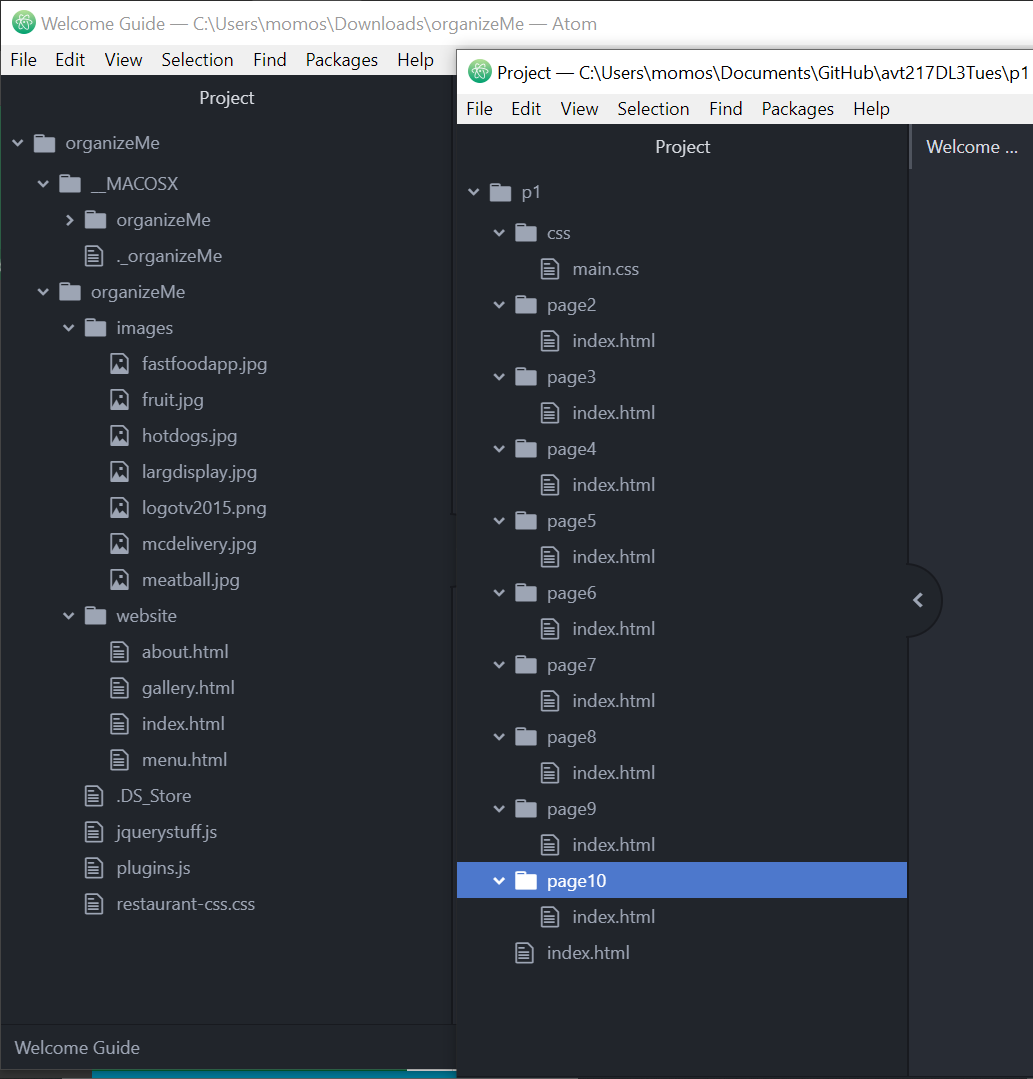 Welcome Guide — C:\Users\momos\Downloads\organizeMe — Atom
File Edit View Selection Find Packages Help
Project
organizeMe
__MACOSX
organizeMe
._organizeMe
organizeMe
images
fastfoodapp.jpg
fruit.jpg
hotdogs.jpg
largdisplay.jpg
logotv2015.png
mcdelivery.jpg
meatball.jpg
website
about.html
gallery.html
index.html
menu.html
.DS_Store
jquerystuff.js
plugins.js
restaurant-css.css
Welcome Guide
Project — C:\Users\momos\Documents\GitHub\avt217DL3Tues\p1
File Edit View Selection Find Packages Help
Project
Welcome ...
p1
css
main.css
page2
index.html
page3
index.html
page4
index.html
page5
index.html
page6
index.html
page7
index.html
page8
index.html
page9
index.html
page10
index.html
index.html